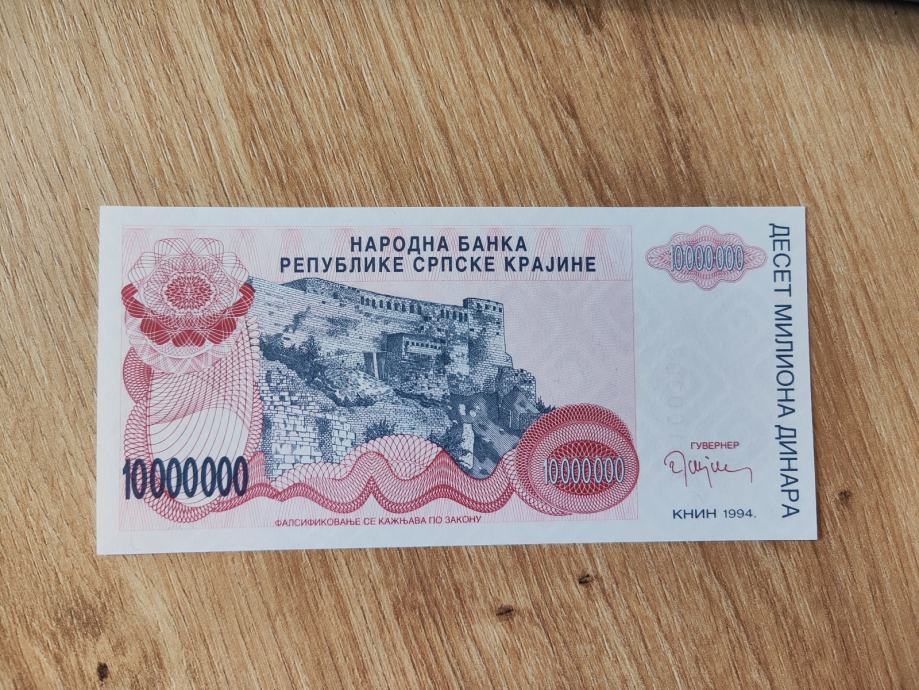 НАРОДНА БАНКА
РЕПУБЛИКЕ СРПСКЕ КРАЈИНЕ
10000000
ДЕСЕТ МИЛИОНА ДИНАРА
10000000
10000000
ГУВЕРНЕР
КНИН 1994.
ФАЛСИФИКОВАЊЕ СЕ КАЖЊАВА ПО ЗАКОНУ